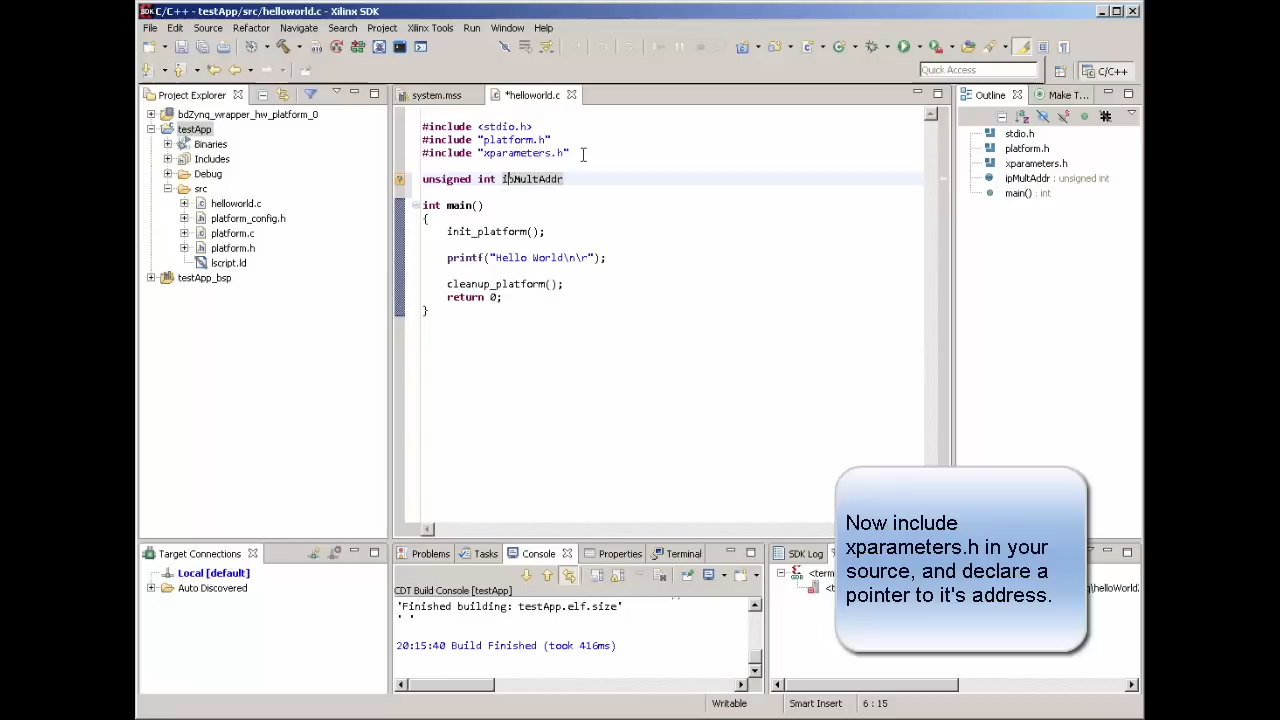 C/C++ - testApp/src/helloworld.c - Xilinx SDK
File Edit Source Refactor Navigate Search Project Xilinx Tools Run Window Help
Quick Access
C/C++
Project Explorer
system.mss
*helloworld.c
Outline
Make T...
bdZynq_wrapper_hw_platform_0
testApp
Binaries
Includes
Debug
src
helloworld.c
platform_config.h
platform.c
platform.h
lscript.ld
testApp_bsp
#include <stdio.h>
#include "platform.h"
#include "xparameters.h"
unsigned int ipMultAddr
int main()
{
init_platform();
printf("Hello World\n\r");
cleanup_platform();
return 0;
}
stdio.h
platform.h
xparameters.h
ipMultAddr : unsigned int
main() : int
Now include
xparameters.h in your
source, and declare a
pointer to it's address.
Target Connections
Local [default]
Auto Discovered
Problems
Tasks
Console
Properties
Terminal
CDT Build Console [testApp]
'Finished building: testApp.elf.size'
' '
20:15:40 Build Finished (took 416ms)
SDK Log
<term
<t
g\helloWorld
Writable
Smart Insert
6 : 15